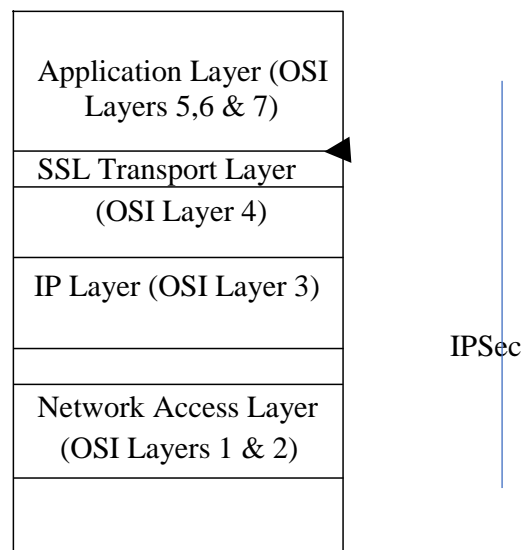 Application Layer (OSI
Layers 5,6 & 7)
SSL Transport Layer
(OSI Layer 4)
IP Layer (OSI Layer 3)
IPSec
Network Access Layer
(OSI Layers 1 & 2)